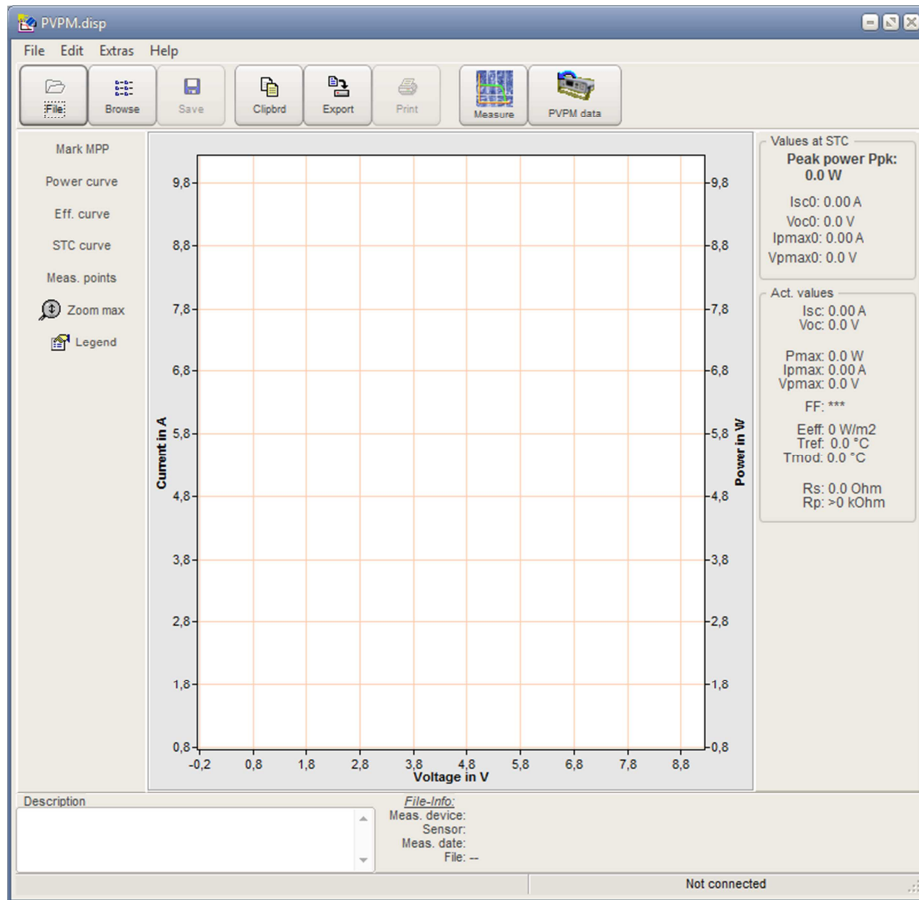 PVPM.disp
File Edit Extras Help
File Browse Save Clipbrd Export Print Measure PVPM data
Mark MPP
Power curve
Eff. curve
STC curve
Meas. points
Zoom max
Legend
9,8
8,8
7,8
6,8
5,8
4,8
3,8
2,8
1,8
0,8
Current in A
-0,2 0,8 1,8 2,8 3,8 4,8 5,8 6,8 7,8 8,8
Voltage in V
9,8
8,8
7,8
6,8
5,8
4,8
3,8
2,8
1,8
0,8
Power in W
Values at STC
Peak power Ppk:
0.0 W
Isc0: 0.00 A
Voc0: 0.0 V
Ipmax0: 0.00 A
Vpmax0: 0.0 V
Act. values
Isc: 0.00 A
Voc: 0.0 V
Pmax: 0.0 W
Ipmax: 0.00 A
Vpmax: 0.0 V
FF: ***
Eeff: 0 W/m2
Tref: 0.0 °C
Tmod: 0.0 °C
Rs: 0.0 Ohm
Rp: >0 kOhm
Description
File-Info:
Meas. device:
Sensor:
Meas. date:
File: --
Not connected